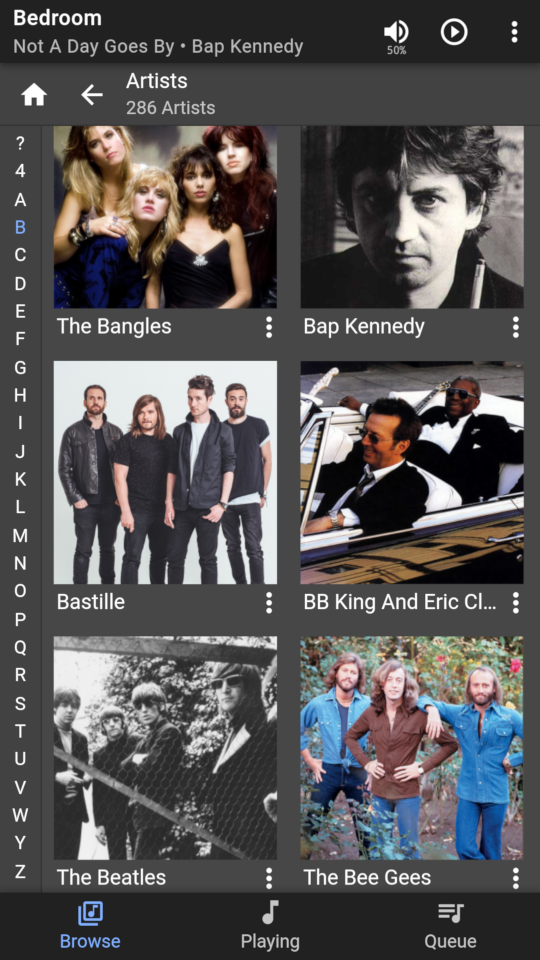 Bedroom
Not A Day Goes By • Bap Kennedy
50%
Artists
286 Artists
?
4
A
B
C
D
E
F
G
H
I
J
K
L
M
N
O
P
Q
R
S
T
U
V
W
Y
Z
The Bangles
Bap Kennedy
Bastille
BB King And Eric Cl...
The Beatles
The Bee Gees
Browse
Playing
Queue